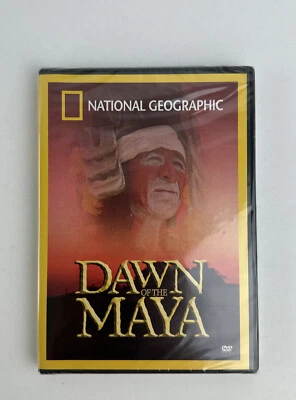 NATIONAL GEOGRAPHIC
DAWN
OF THE
MAYA
DVD